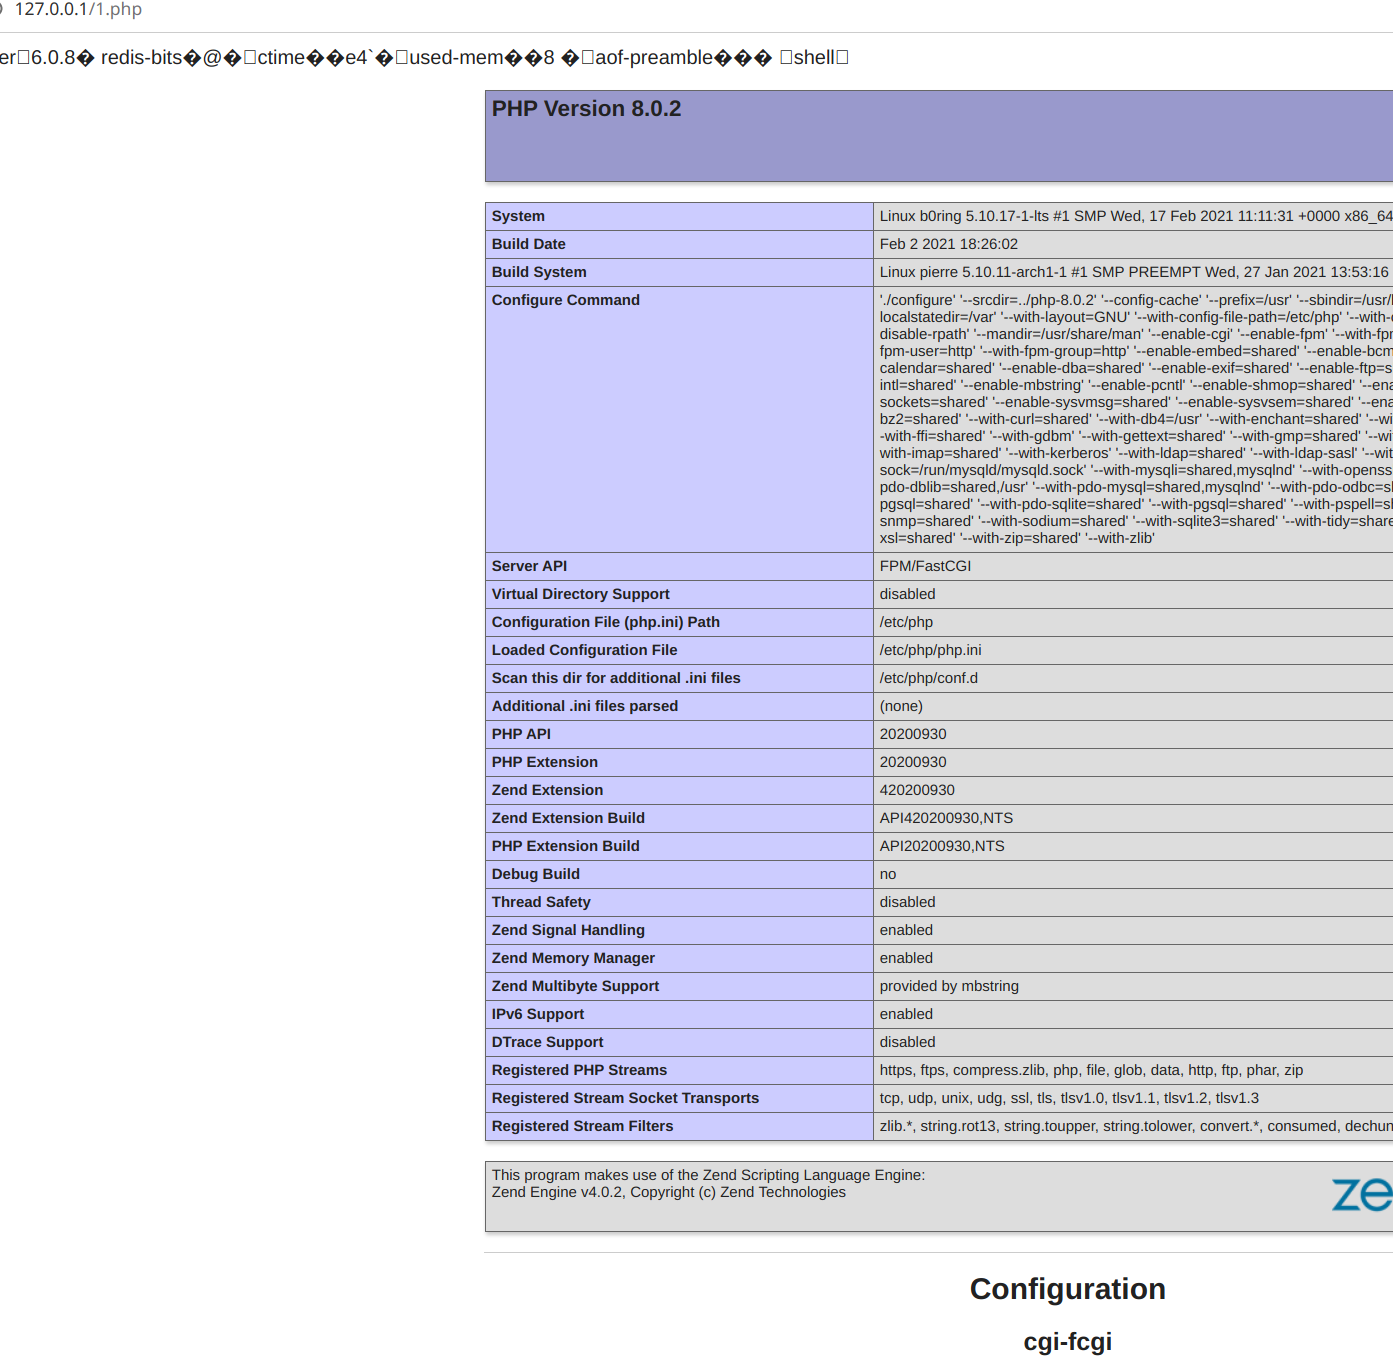 127.0.0.1/1.php
er□6.0.8� redis-bits�@�□ctime��e4`�□used-mem��8 �□aof-preamble��� □shell□
PHP Version 8.0.2
System Linux b0ring 5.10.17-1-lts #1 SMP Wed, 17 Feb 2021 11:11:31 +0000 x86_64
Build Date Feb 2 2021 18:26:02
Build System Linux pierre 5.10.11-arch1-1 #1 SMP PREEMPT Wed, 27 Jan 2021 13:53:16
Configure Command './configure' '--srcdir=../php-8.0.2' '--config-cache' '--prefix=/usr' '--sbindir=/usr/
localstatedir=/var' '--with-layout=GNU' '--with-config-file-path=/etc/php' '--with-
disable-rpath' '--mandir=/usr/share/man' '--enable-cgi' '--enable-fpm' '--with-fpm
fpm-user=http' '--with-fpm-group=http' '--enable-embed=shared' '--enable-bcm
calendar=shared' '--enable-dba=shared' '--enable-exif=shared' '--enable-ftp=s
intl=shared' '--enable-mbstring' '--enable-pcntl' '--enable-shmop=shared' '--ena
sockets=shared' '--enable-sysvmsg=shared' '--enable-sysvsem=shared' '--ena
bz2=shared' '--with-curl=shared' '--with-db4=/usr' '--with-enchant=shared' '--wi
-with-ffi=shared' '--with-gdbm' '--with-gettext=shared' '--with-gmp=shared' '--wi
with-imap=shared' '--with-kerberos' '--with-ldap=shared' '--with-ldap-sasl' '--wit
sock=/run/mysqld/mysqld.sock' '--with-mysqli=shared,mysqlnd' '--with-openss
pdo-dblib=shared,/usr' '--with-pdo-mysql=shared,mysqlnd' '--with-pdo-odbc=sh
pgsql=shared' '--with-pdo-sqlite=shared' '--with-pgsql=shared' '--with-pspell=sh
snmp=shared' '--with-sodium=shared' '--with-sqlite3=shared' '--with-tidy=share
xsl=shared' '--with-zip=shared' '--with-zlib'
Server API FPM/FastCGI
Virtual Directory Support disabled
Configuration File (php.ini) Path /etc/php
Loaded Configuration File /etc/php/php.ini
Scan this dir for additional .ini files /etc/php/conf.d
Additional .ini files parsed (none)
PHP API 20200930
PHP Extension 20200930
Zend Extension 420200930
Zend Extension Build API420200930,NTS
PHP Extension Build API20200930,NTS
Debug Build no
Thread Safety disabled
Zend Signal Handling enabled
Zend Memory Manager enabled
Zend Multibyte Support provided by mbstring
IPv6 Support enabled
DTrace Support disabled
Registered PHP Streams https, ftps, compress.zlib, php, file, glob, data, http, ftp, phar, zip
Registered Stream Socket Transports tcp, udp, unix, udg, ssl, tls, tlsv1.0, tlsv1.1, tlsv1.2, tlsv1.3
Registered Stream Filters zlib.*, string.rot13, string.toupper, string.tolower, convert.*, consumed, dechun
This program makes use of the Zend Scripting Language Engine:
Zend Engine v4.0.2, Copyright (c) Zend Technologies
ze
Configuration
cgi-fcgi